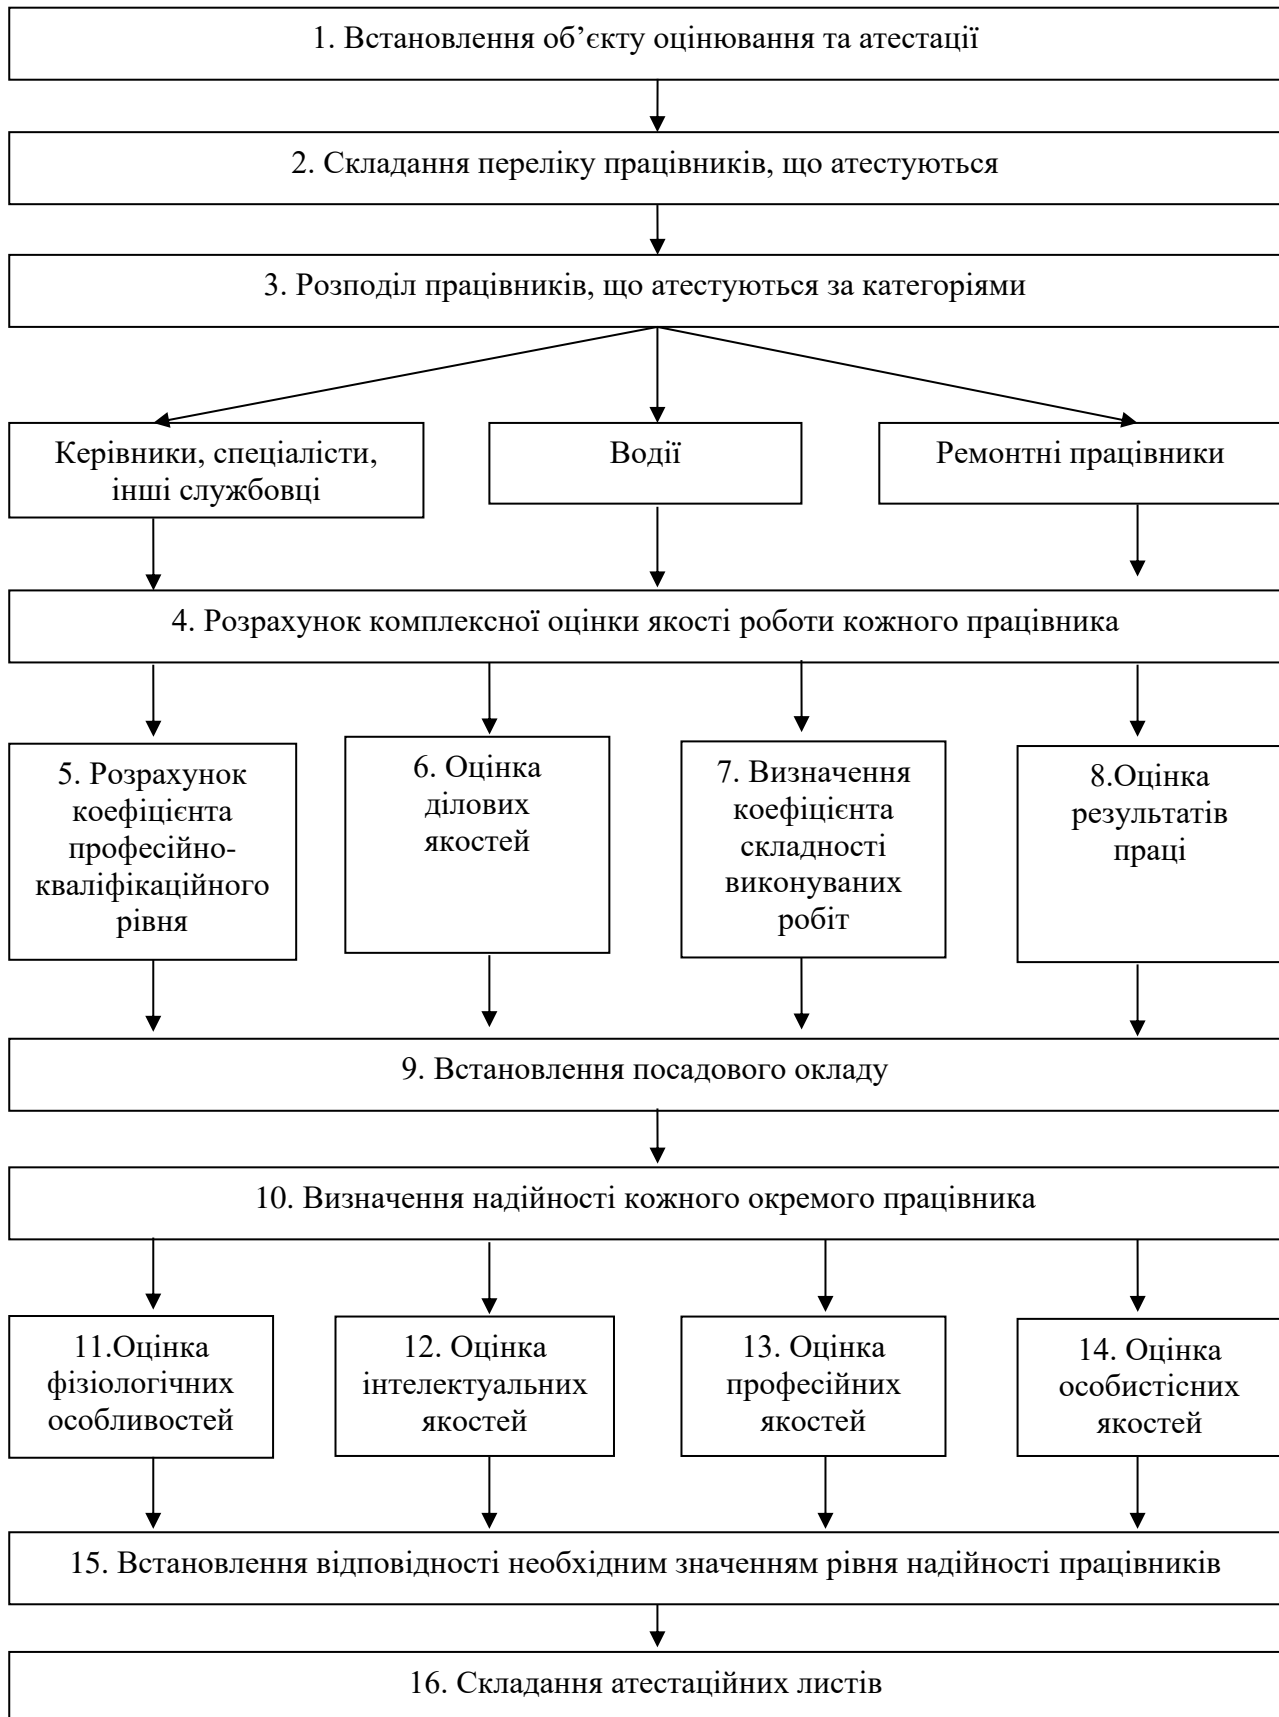 1. Встановлення об’єкту оцінювання та атестації
2. Складання переліку працівників, що атестуються
3. Розподіл працівників, що атестуються за категоріями
Керівники, спеціалісти,
інші службовці
Водії
Ремонтні працівники
4. Розрахунок комплексної оцінки якості роботи кожного працівника
5. Розрахунок
коефіцієнта
професійно-
кваліфікаційного
рівня
6. Оцінка
ділових
якостей
7. Визначення
коефіцієнта
складності
виконуваних
робіт
8.Оцінка
результатів
праці
9. Встановлення посадового окладу
10. Визначення надійності кожного окремого працівника
11.Оцінка
фізіологічних
особливостей
12. Оцінка
інтелектуальних
якостей
13. Оцінка
професійних
якостей
14. Оцінка
особистісних
якостей
15. Встановлення відповідності необхідним значенням рівня надійності працівників
16. Складання атестаційних листів